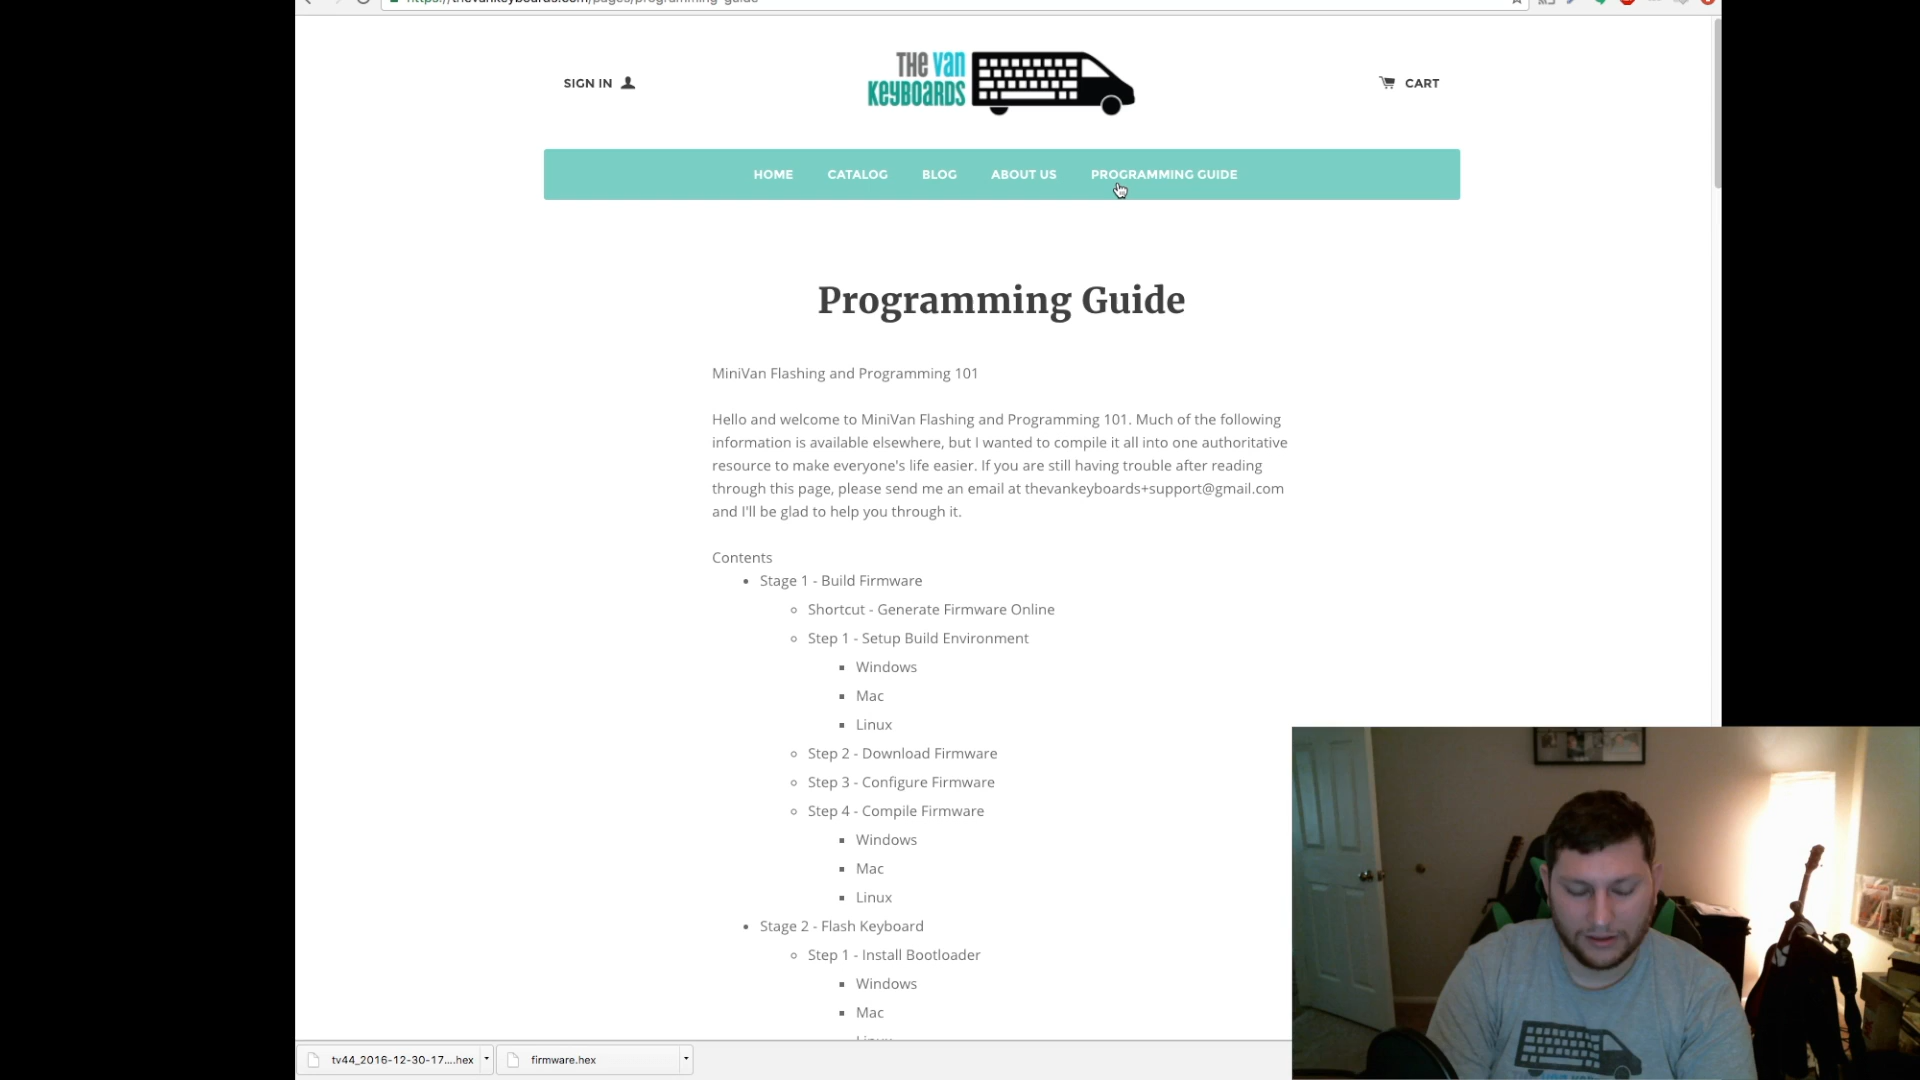 https://thevankeyboards.com/pages/programming-guide
SIGN IN
THE VAN
KEYBOARDS
CART
HOME CATALOG BLOG ABOUT US PROGRAMMING GUIDE
Programming Guide
MiniVan Flashing and Programming 101
Hello and welcome to MiniVan Flashing and Programming 101. Much of the following
information is available elsewhere, but I wanted to compile it all into one authoritative
resource to make everyone's life easier. If you are still having trouble after reading
through this page, please send me an email at thevankeyboards+support@gmail.com
and I'll be glad to help you through it.
Contents
Stage 1 - Build Firmware
Shortcut - Generate Firmware Online
Step 1 - Setup Build Environment
Windows
Mac
Linux
Step 2 - Download Firmware
Step 3 - Configure Firmware
Step 4 - Compile Firmware
Windows
Mac
Linux
Stage 2 - Flash Keyboard
Step 1 - Install Bootloader
Windows
Mac
Linux
tv44_2016-12-30-17....hex
firmware.hex
THE VAN